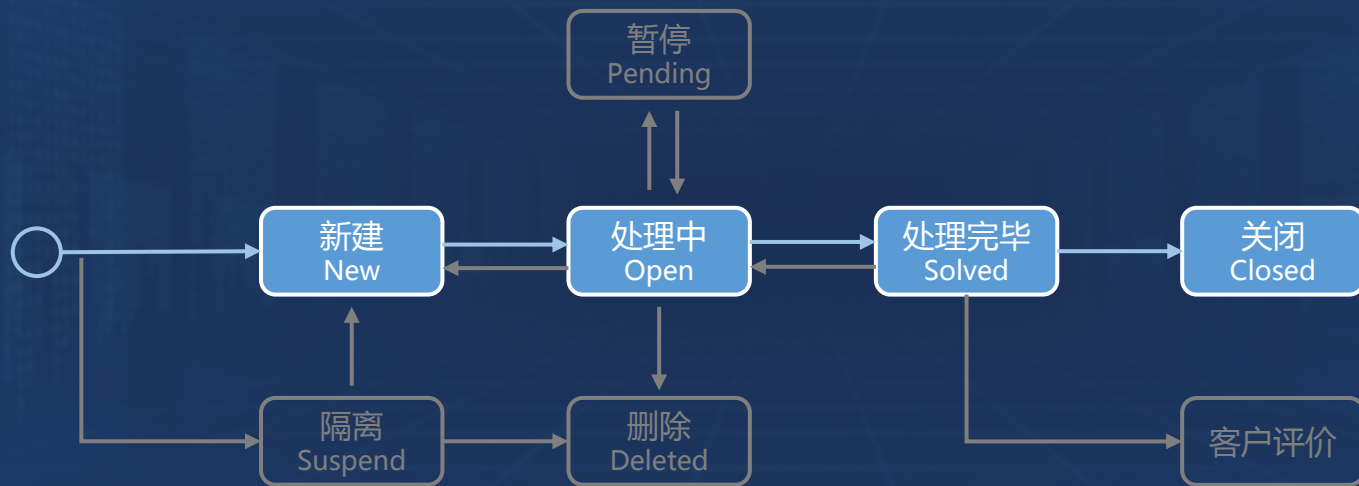 暂停
Pending
新建
New
处理中
Open
处理完毕
Solved
关闭
Closed
隔离
Suspend
删除
Deleted
客户评价